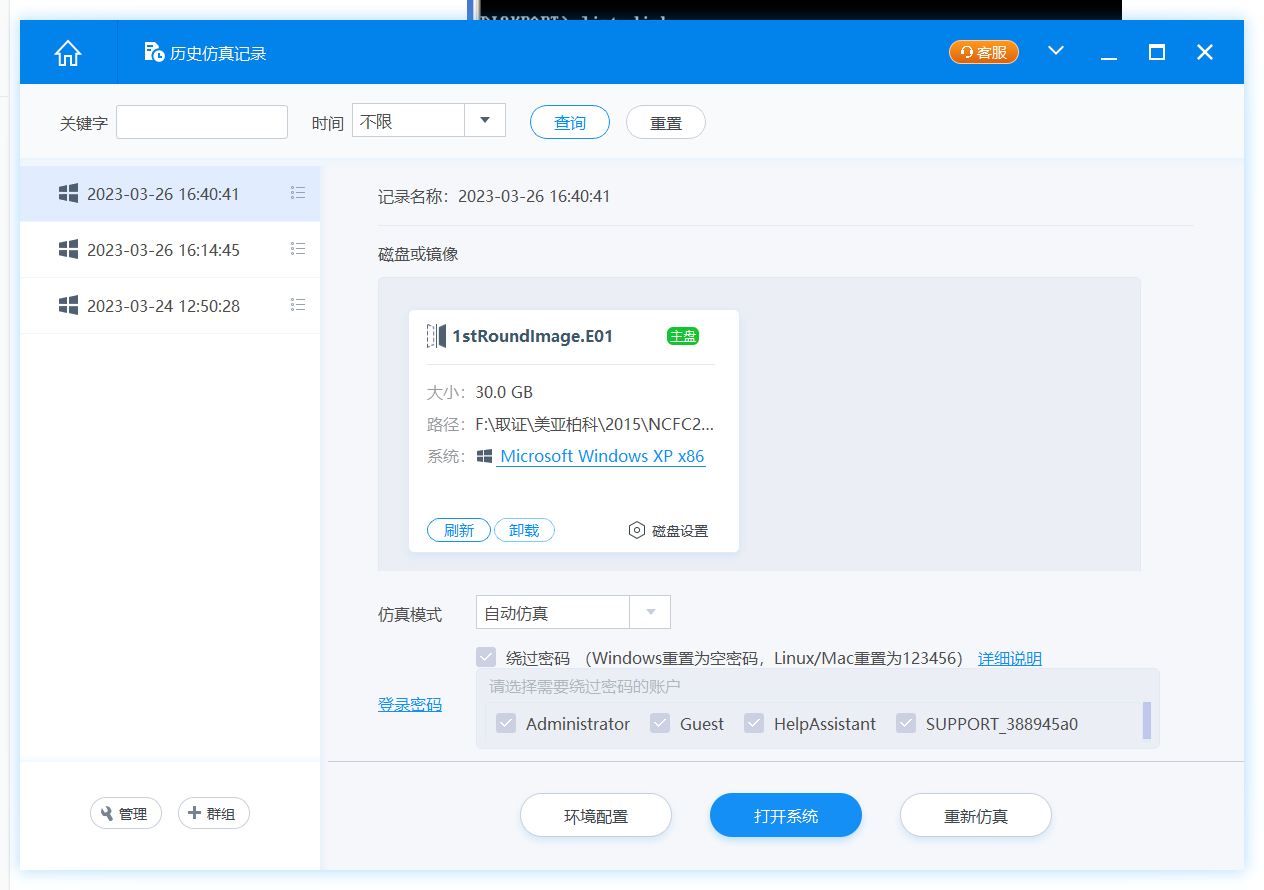 历史仿真记录
客服
关键字
时间 不限
查询
重置
2023-03-26 16:40:41
2023-03-26 16:14:45
2023-03-24 12:50:28
记录名称：2023-03-26 16:40:41
磁盘或镜像
1stRoundImage.E01 主盘
大小： 30.0 GB
路径： F:\取证\美亚柏科\2015\NCFC2...
系统： Microsoft Windows XP x86
刷新 卸载 磁盘设置
仿真模式 自动仿真
绕过密码 （Windows重置为空密码，Linux/Mac重置为123456） 详细说明
登录密码
请选择需要绕过密码的账户
Administrator Guest HelpAssistant SUPPORT_388945a0
管理 群组
环境配置 打开系统 重新仿真